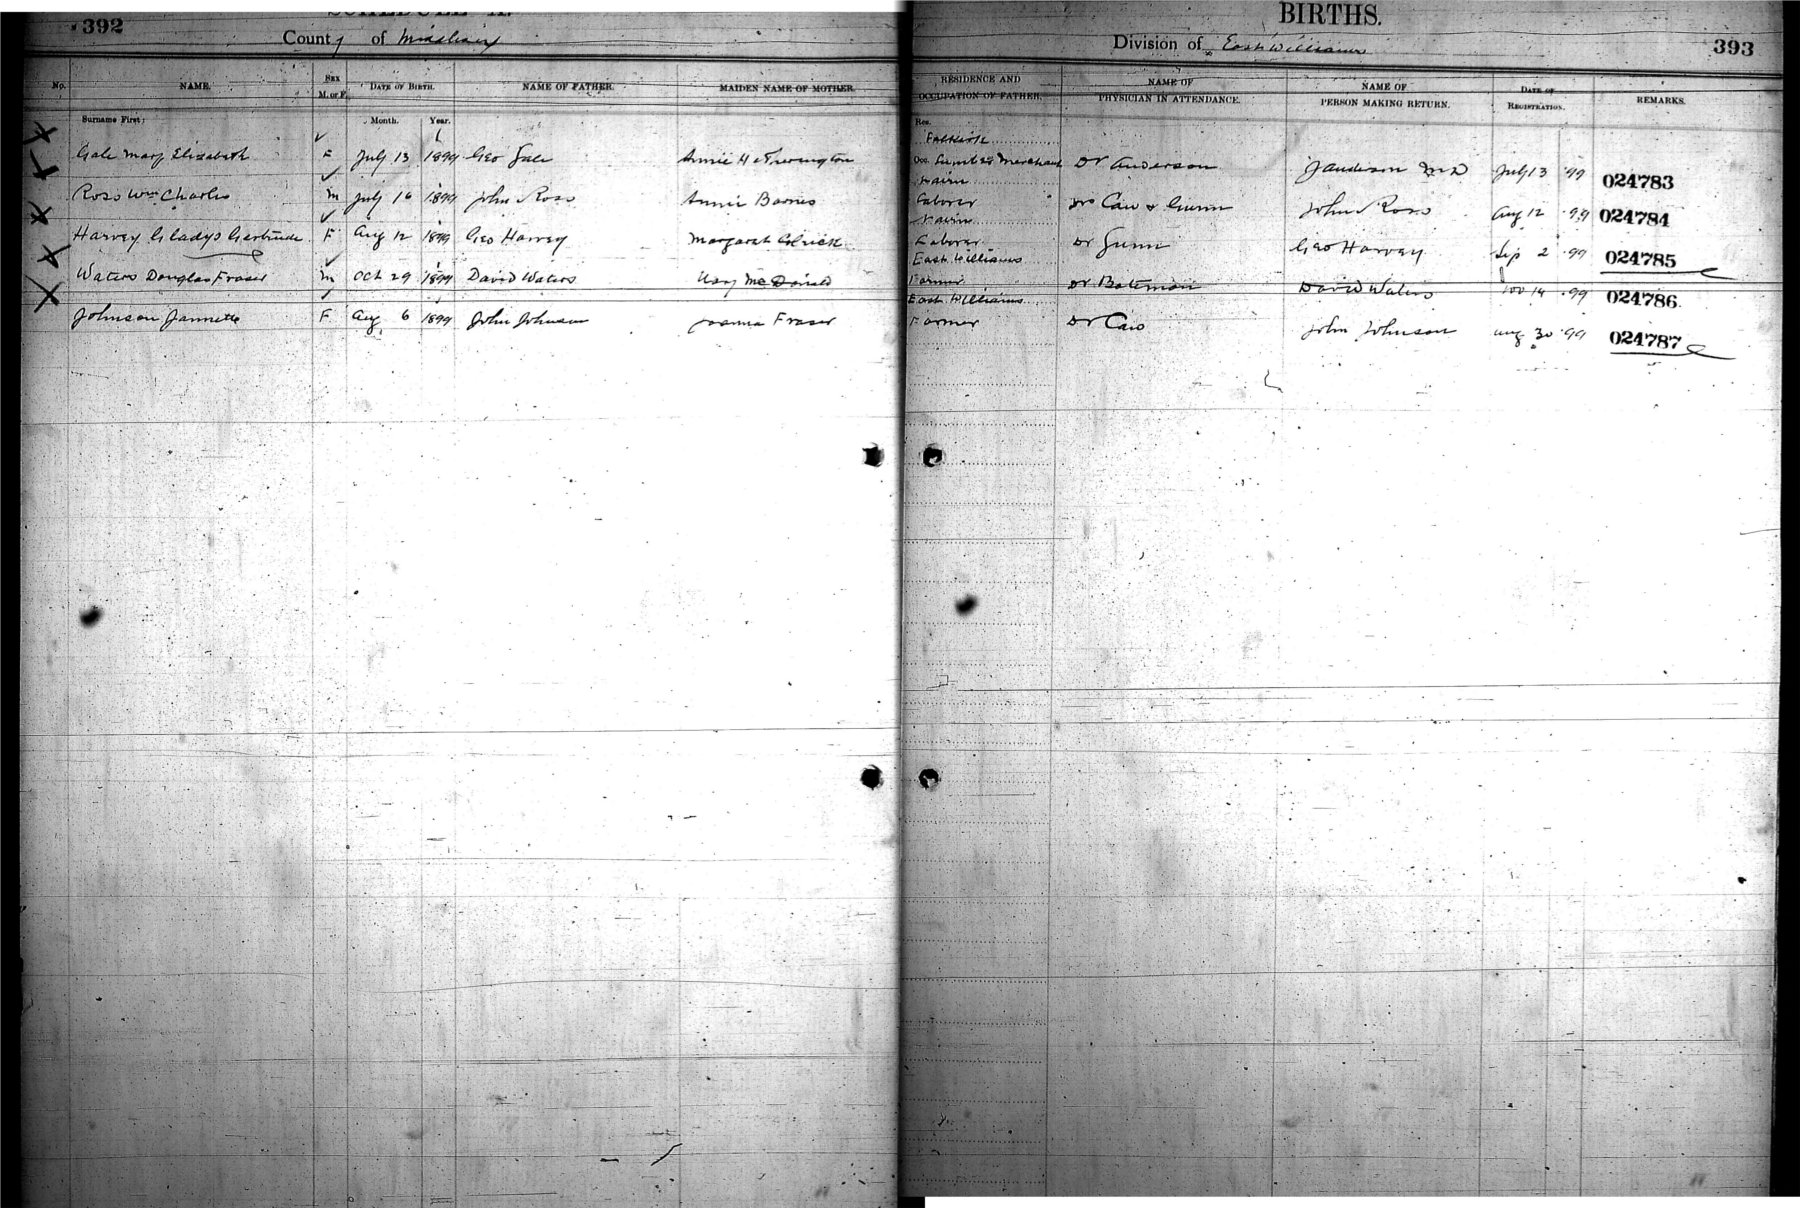 392
SCHEDULE A.
County of Middlesex
BIRTHS.
Division of East Williams
393
No. NAME. SEX M. or F. DATE OF BIRTH. NAME OF FATHER. MAIDEN NAME OF MOTHER.
RESIDENCE AND OCCUPATION OF FATHER. NAME OF PHYSICIAN IN ATTENDANCE. NAME OF PERSON MAKING RETURN. DATE OF REGISTRATION. REMARKS.
Surname First; Month. Year.
Res.
Gale Mary Elizabeth F July 13 1899 Geo Gale Annie Hetherington
Occ. Lumber Merchant Dr Anderson J Anderson MD July 13 99 024783
Nairn
Ross Wm Charles M July 16 1899 John Ross Annie Barnes
Laborer Drs Caw & Gunn John Ross Aug 12 99 024784
Nairn
Harvey Gladys Gertrude F Aug 12 1899 Geo Harvey Margaret
Laborer Dr Gunn Geo Harvey Sep 2 99 024785
East Williams
Waters Douglas Fraser M Oct 29 1899 David Waters Mary McDonald
Farmer Dr Bateman David Waters Nov 14 99 024786
East Williams
Johnson Jannette F Aug 6 1899 John Johnson Joanna Fraser
Farmer Dr Caw John Johnson Aug 30 99 024787